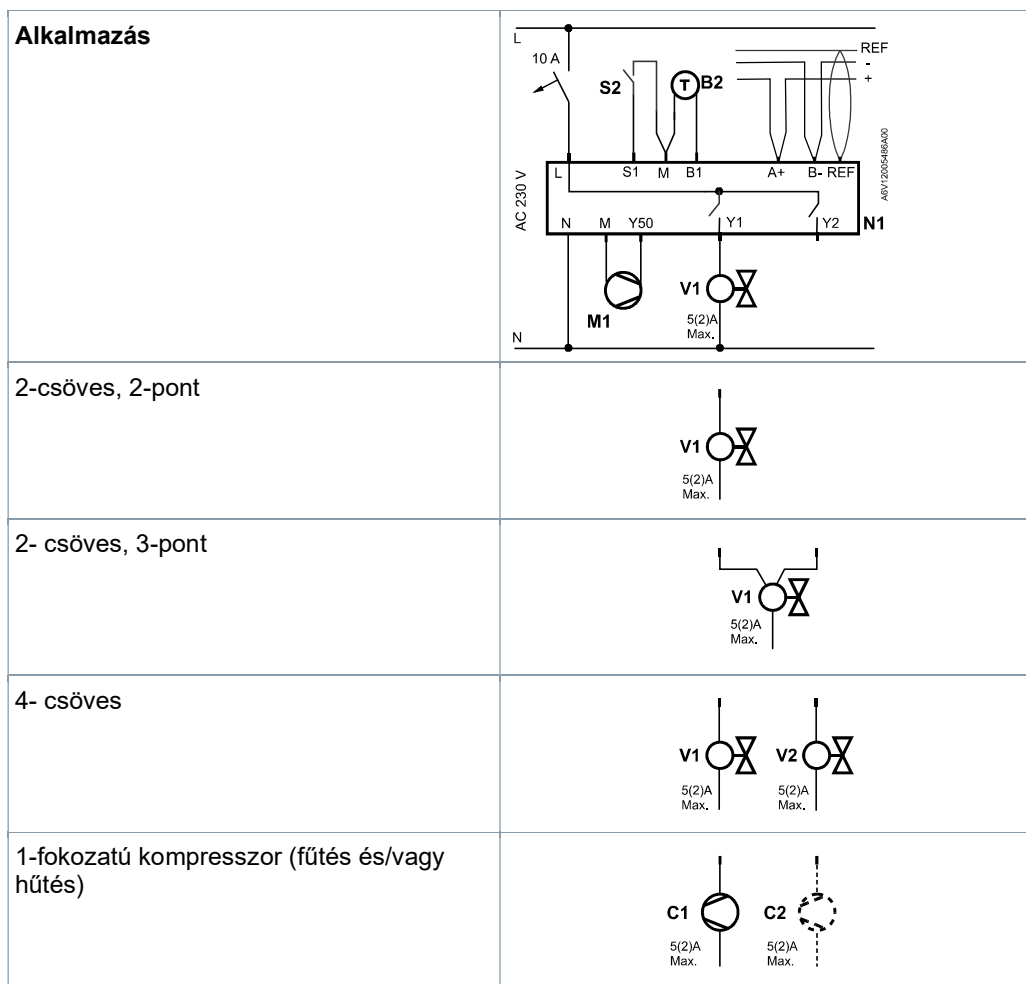 Alkalmazás
L
10 A
S2
T
B2
REF
-
+
A6V12005486A00
AC 230 V
L S1 M B1 A+ B- REF
N M Y50 Y1 Y2 N1
M1
V1
5(2)A
Max.
N
2-csöves, 2-pont
V1
5(2)A
Max.
2- csöves, 3-pont
V1
5(2)A
Max.
4- csöves
V1 V2
5(2)A 5(2)A
Max. Max.
1-fokozatú kompresszor (fűtés és/vagy
hűtés)
C1 C2
5(2)A 5(2)A
Max. Max.